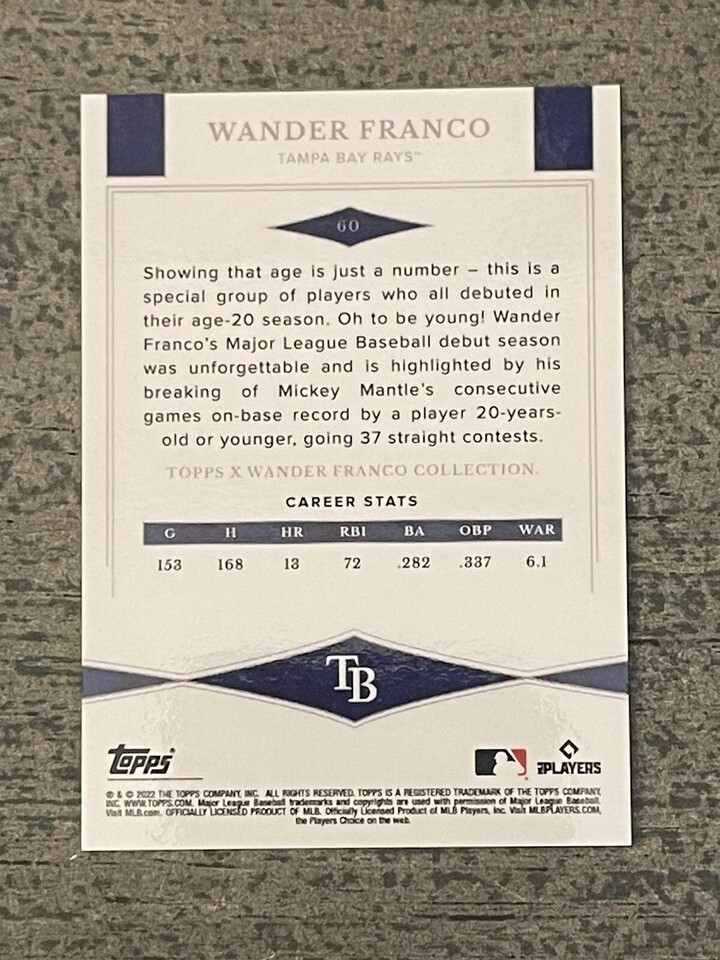 WANDER FRANCO
TAMPA BAY RAYS™
60
Showing that age is just a number – this is a
special group of players who all debuted in
their age-20 season. Oh to be young! Wander
Franco's Major League Baseball debut season
was unforgettable and is highlighted by his
breaking of Mickey Mantle's consecutive
games on-base record by a player 20-years-
old or younger, going 37 straight contests.
TOPPS X WANDER FRANCO COLLECTION.
CAREER STATS
G H HR RBI BA OBP WAR
153 168 13 72 .282 .337 6.1
TB
topps®
MLB PLAYERS
® & © 2022 THE TOPPS COMPANY, INC. ALL RIGHTS RESERVED. TOPPS IS A REGISTERED TRADEMARK OF THE TOPPS COMPANY,
INC. WWW.TOPPS.COM. Major League Baseball trademarks and copyrights are used with permission of Major League Baseball.
Visit MLB.com. OFFICIALLY LICENSED PRODUCT OF MLB. Officially Licensed Product of MLB Players, Inc. Visit MLBPLAYERS.COM,
the Players Choice on the web.